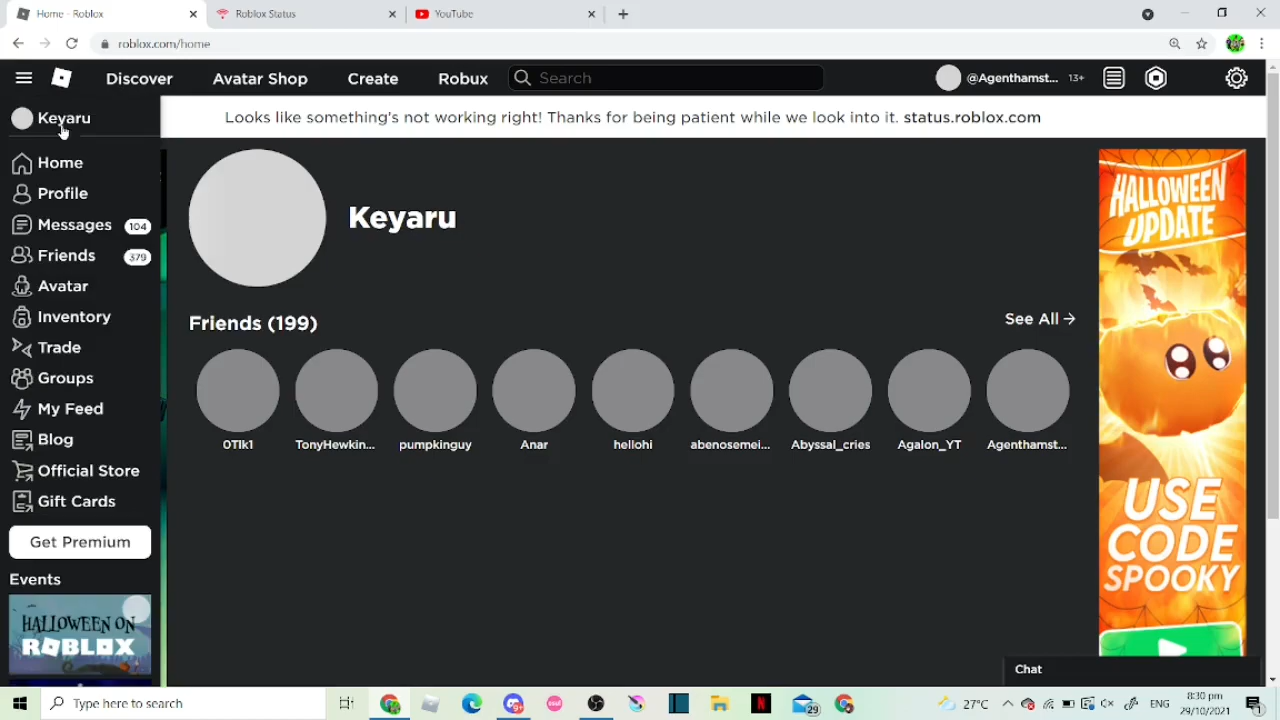 Home - Roblox
Roblox Status
YouTube
roblox.com/home
Discover
Avatar Shop
Create
Robux
Search
@Agenthamst... 13+
Keyaru
Looks like something's not working right! Thanks for being patient while we look into it. status.roblox.com
Home
Profile
Messages 104
Friends 379
Avatar
Inventory
Trade
Groups
My Feed
Blog
Official Store
Gift Cards
Get Premium
Events
HALLOWEEN ON
ROBLOX
Keyaru
Friends (199)
See All
0TIk1
TonyHewkin...
pumpkinguy
Anar
hellohi
abenosemei...
Abyssal_cries
Agalon_YT
Agenthamst...
HALLOWEEN
UPDATE
USE
CODE
SPOOKY
Chat
Type here to search
29
27°C
ENG
8:30 pm
29/10/2021
1